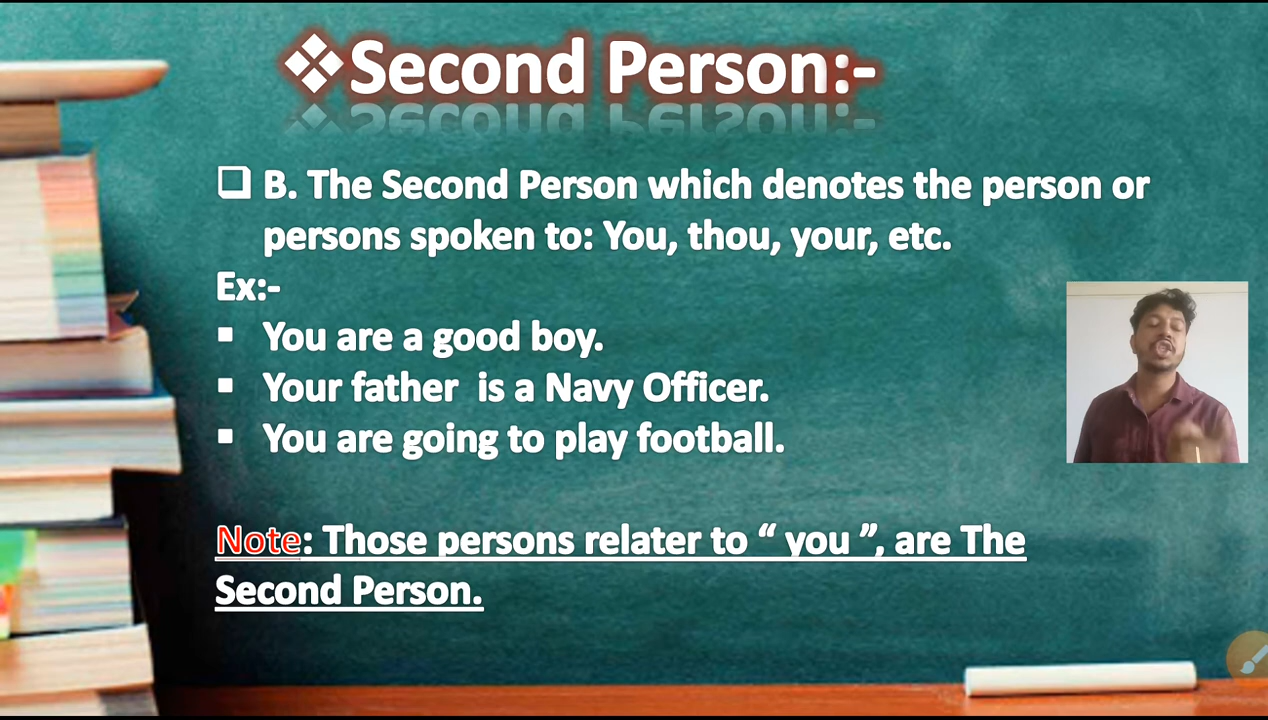 ❖Second Person:-
❑ B. The Second Person which denotes the person or
persons spoken to: You, thou, your, etc.
Ex:-
▪ You are a good boy.
▪ Your father  is a Navy Officer.
▪ You are going to play football.
Note: Those persons relater to “ you ”, are The
Second Person.